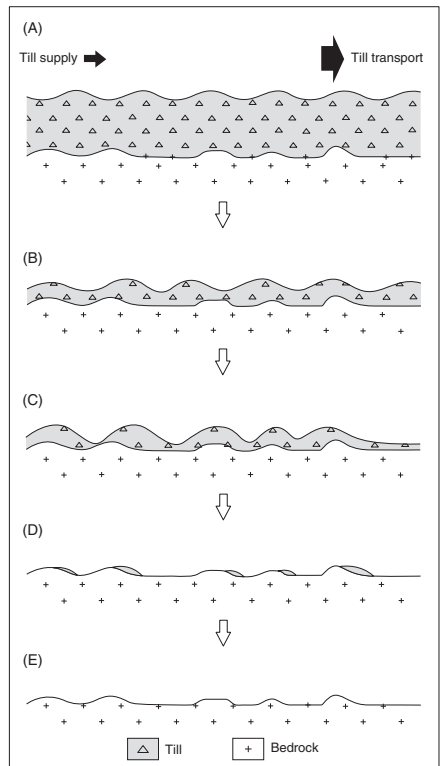 (A)
Till supply
Till transport
(B)
(C)
(D)
(E)
Till
Bedrock